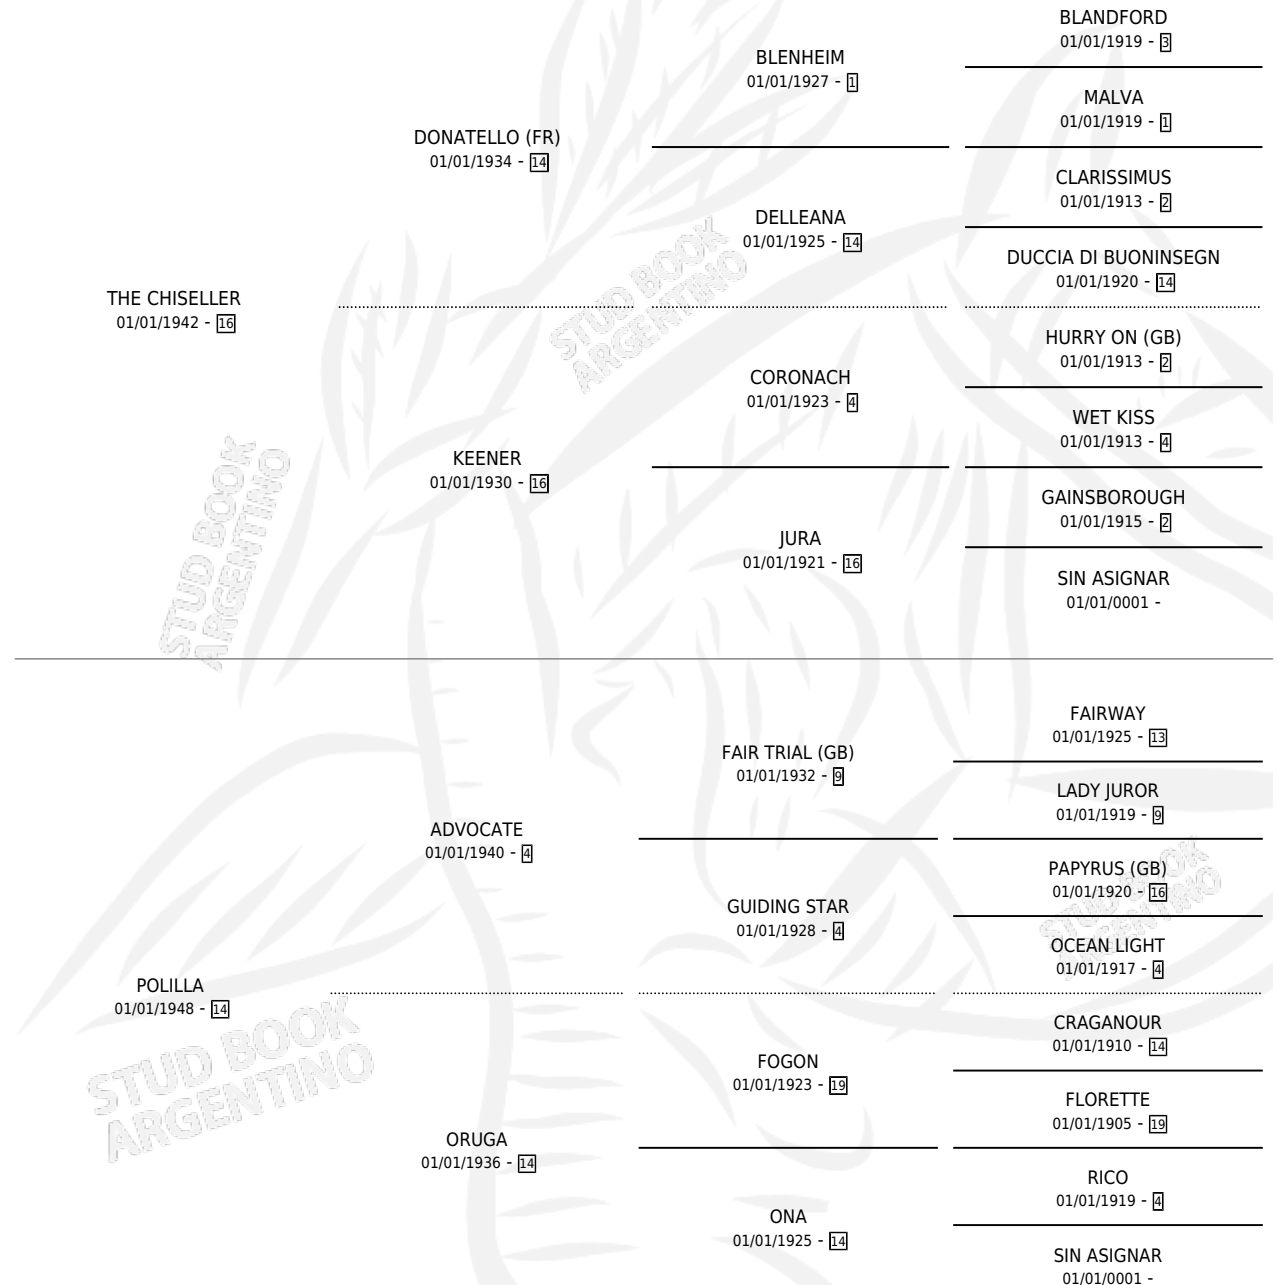 BLANDFORD
01/01/1919 - 3
BLENHEIM
01/01/1927 - 1
MALVA
01/01/1919 - 1
DONATELLO (FR)
01/01/1934 - 14
CLARISSIMUS
01/01/1913 - 2
DELLEANA
01/01/1925 - 14
DUCCIA DI BUONINSEGN
01/01/1920 - 14
THE CHISELLER
01/01/1942 - 16
HURRY ON (GB)
01/01/1913 - 2
CORONACH
01/01/1923 - 4
WET KISS
01/01/1913 - 4
KEENER
01/01/1930 - 16
GAINSBOROUGH
01/01/1915 - 2
JURA
01/01/1921 - 16
SIN ASIGNAR
01/01/0001 -
FAIRWAY
01/01/1925 - 13
FAIR TRIAL (GB)
01/01/1932 - 9
LADY JUROR
01/01/1919 - 9
ADVOCATE
01/01/1940 - 4
PAPYRUS (GB)
01/01/1920 - 16
GUIDING STAR
01/01/1928 - 4
OCEAN LIGHT
01/01/1917 - 4
POLILLA
01/01/1948 - 14
CRAGANOUR
01/01/1910 - 14
FOGON
01/01/1923 - 19
FLORETTE
01/01/1905 - 19
ORUGA
01/01/1936 - 14
RICO
01/01/1919 - 4
ONA
01/01/1925 - 14
SIN ASIGNAR
01/01/0001 -
STUD BOOK
ARGENTINO
STUD BOOK
ARGENTINO
STUD BOOK
ARGENTINO
STUD BOOK
ARGENTINO